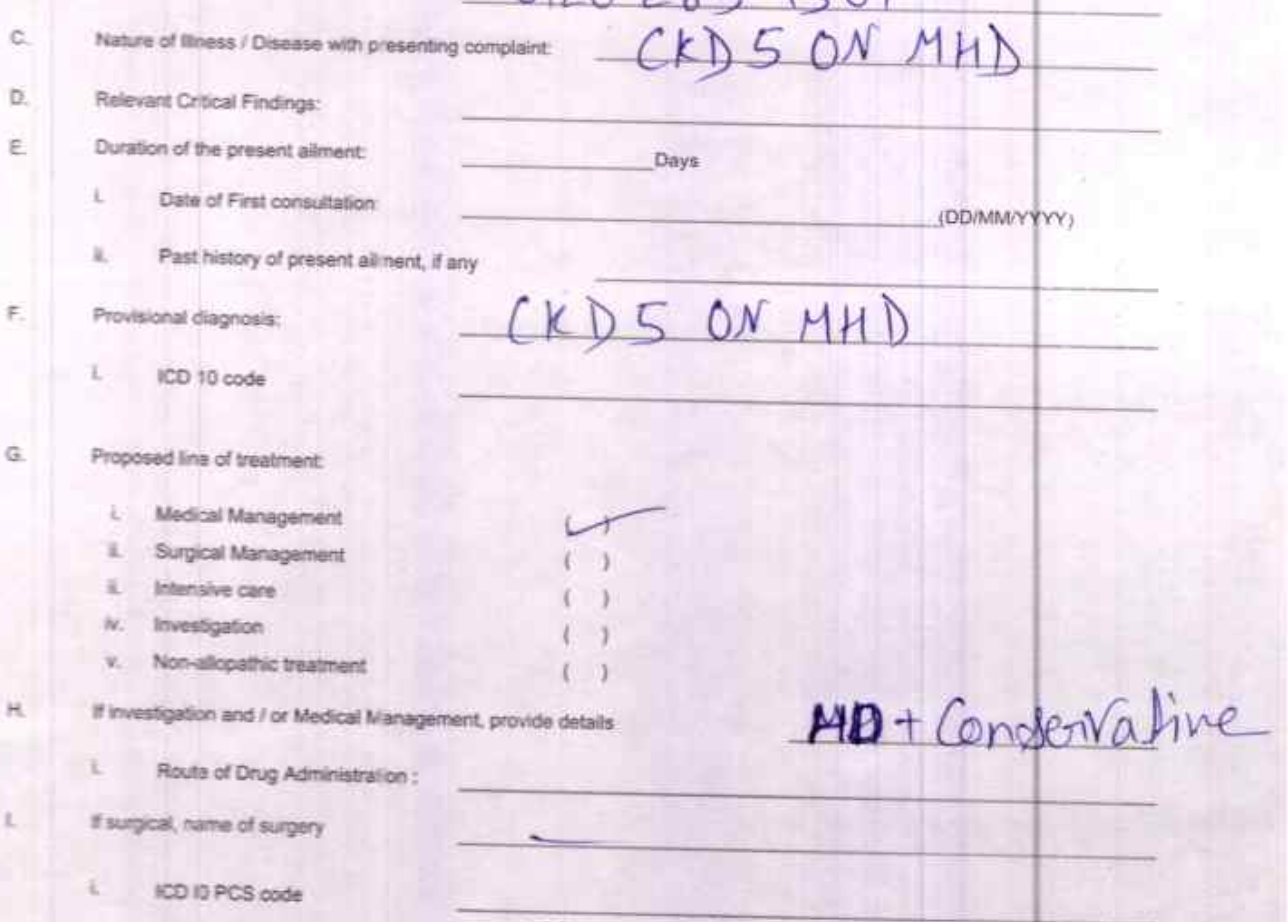 C. Nature of Illness / Disease with presenting complaint: CKD 5 ON MHD
D. Relevant Critical Findings:
E. Duration of the present ailment: Days
i. Date of First consultation: (DD/MM/YYYY)
ii. Past history of present ailment, if any
F. Provisional diagnosis: CKD 5 ON MHD
i. ICD 10 code
G. Proposed line of treatment:
i. Medical Management (✓)
ii. Surgical Management ( )
ii. Intensive care ( )
iv. Investigation ( )
v. Non-allopathic treatment ( )
H. If investigation and / or Medical Management, provide details HD + Conservative
i. Route of Drug Administration :
I. If surgical, name of surgery —
i. ICD I0 PCS code